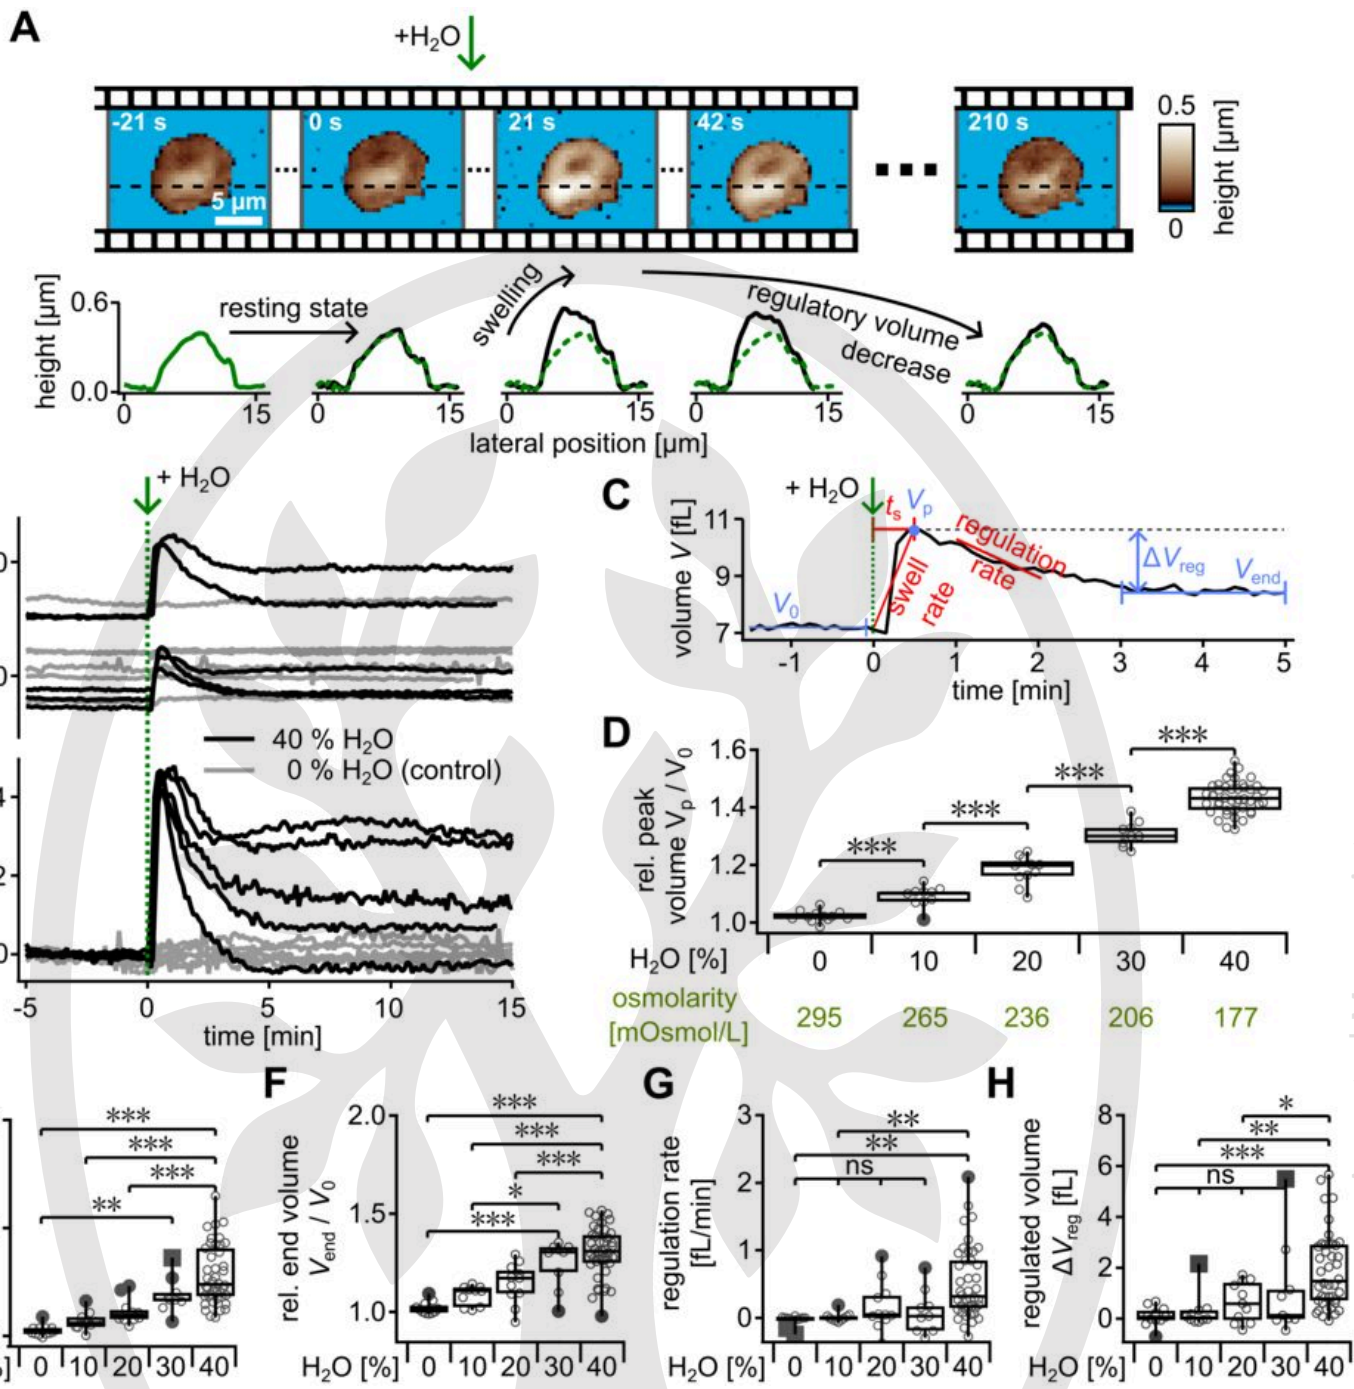 A
+H₂O
-21 s
0 s
21 s
42 s
210 s
5 μm
0.5
0
height [μm]
0.6
0.0
height [μm]
resting state
swelling
regulatory volume
decrease
0 15 0 15 0 15 0 15 0 15
lateral position [μm]
+ H₂O
0
0
40 % H₂O
0 % H₂O (control)
4
2
0
-5 0 5 10 15
time [min]
C
+ H₂O
volume V [fL]
11
9
7
tₛ
Vₚ
regulation
rate
swell
rate
V₀
ΔV_reg
V_end
-1 0 1 2 3 4 5
time [min]
D
rel. peak
volume Vₚ / V₀
1.6
1.4
1.2
1.0
*** *** *** ***
H₂O [%] 0 10 20 30 40
osmolarity
[mOsmol/L] 295 265 236 206 177
***
***
***
**
%] 0 10 20 30 40
F
rel. end volume
V_end / V₀
2.0
1.5
1.0
***
***
***
*
***
H₂O [%] 0 10 20 30 40
G
regulation rate
[fL/min]
3
2
1
0
**
**
ns
H₂O [%] 0 10 20 30 40
H
regulated volume
ΔV_reg [fL]
8
6
4
2
0
*
**
***
ns
H₂O [%] 0 10 20 30 40